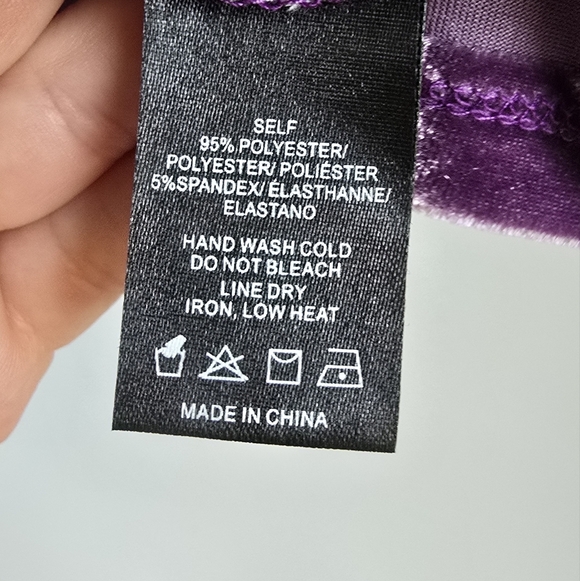 SELF
95% POLYESTER/
POLYESTER/ POLIÉSTER
5%SPANDEX/ ÉLASTHANNE/
ELASTANO
HAND WASH COLD
DO NOT BLEACH
LINE DRY
IRON, LOW HEAT
MADE IN CHINA